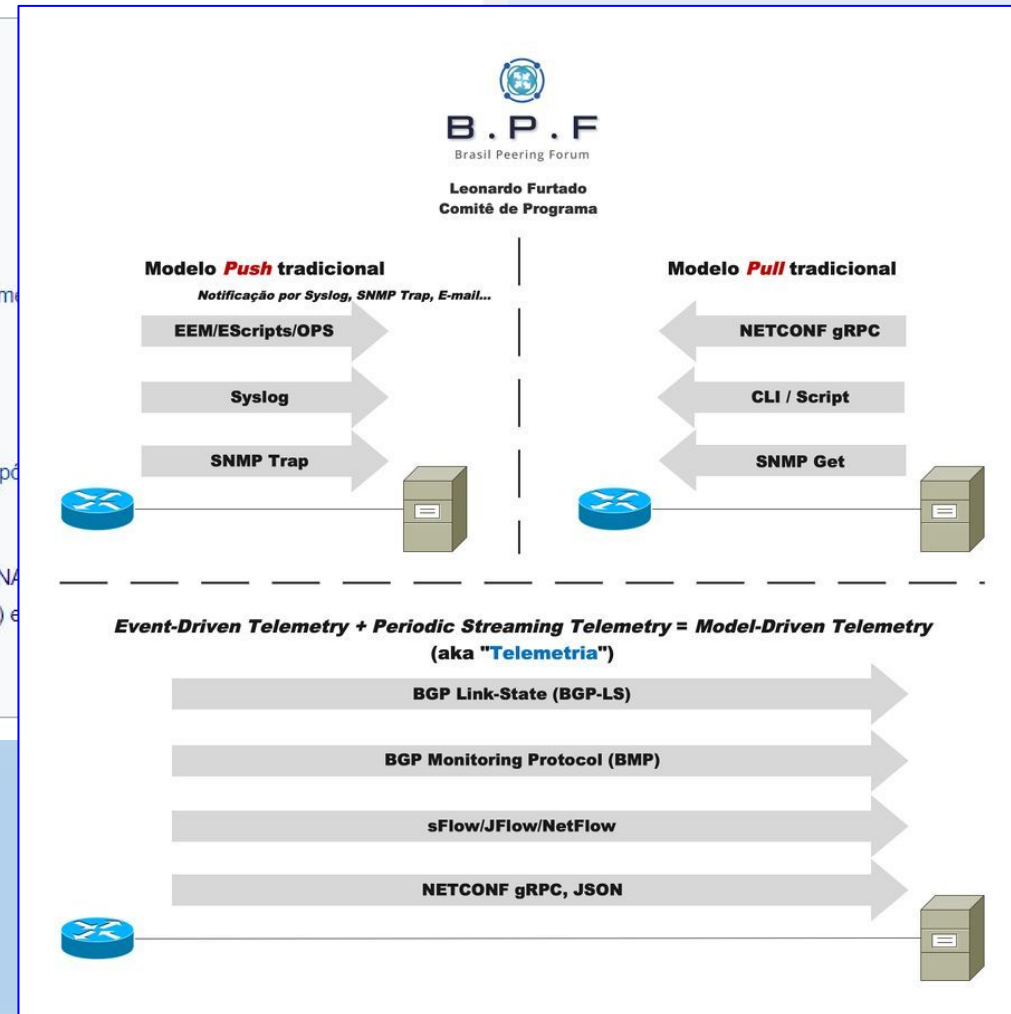 B.P.F
Brasil Peering Forum
Leonardo Furtado
Comitê de Programa
Modelo Push tradicional
Notificação por Syslog, SNMP Trap, E-mail...
EEM/EScripts/OPS
Syslog
SNMP Trap
Modelo Pull tradicional
NETCONF gRPC
CLI / Script
SNMP Get
Event-Driven Telemetry + Periodic Streaming Telemetry = Model-Driven Telemetry
(aka "Telemetria")
BGP Link-State (BGP-LS)
BGP Monitoring Protocol (BMP)
sFlow/JFlow/NetFlow
NETCONF gRPC, JSON